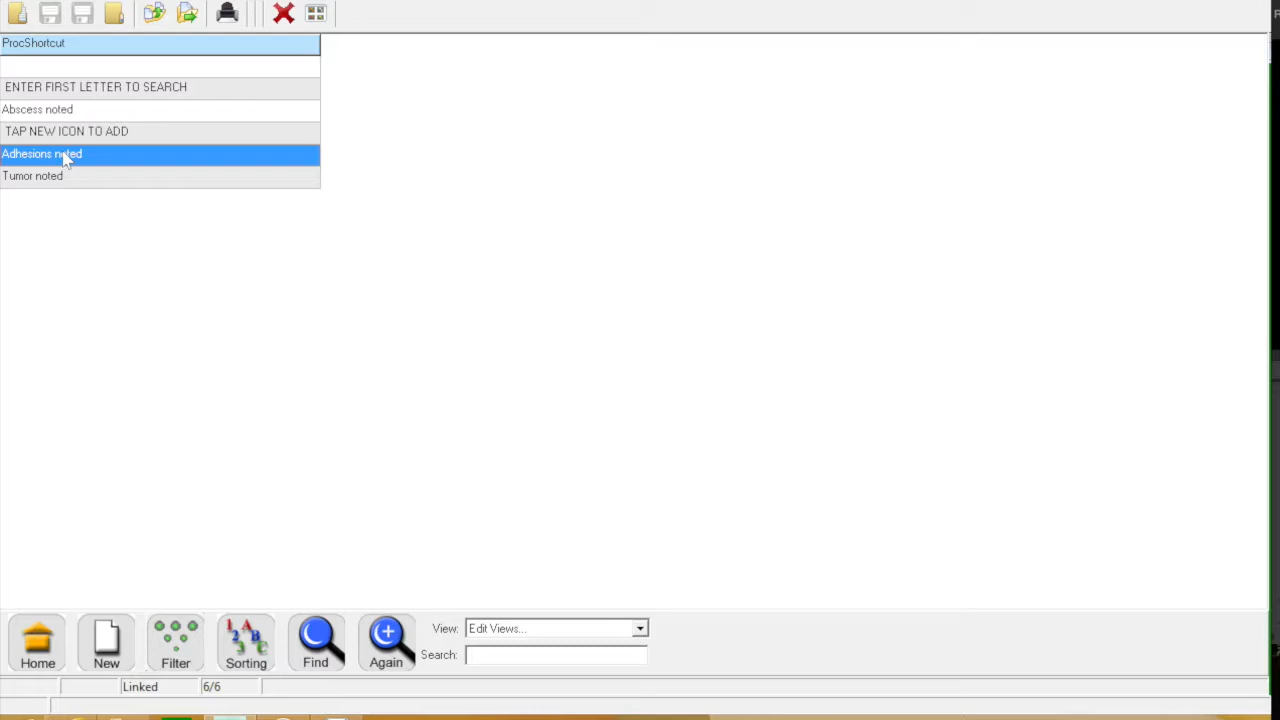 ProcShortcut
ENTER FIRST LETTER TO SEARCH
Abscess noted
TAP NEW ICON TO ADD
Adhesions noted
Tumor noted
View: Edit Views...
Search:
Home New Filter Sorting Find Again
Linked 6/6